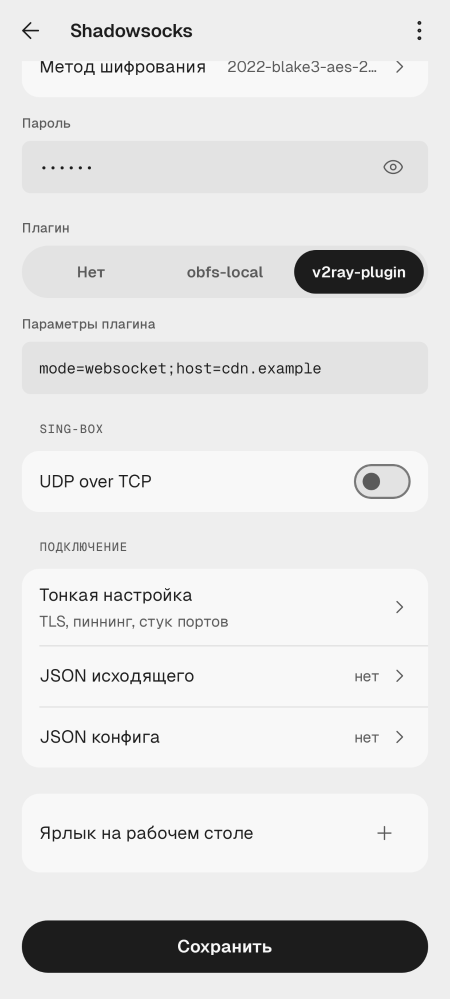 Shadowsocks
Метод шифрования 2022-blake3-aes-2…
Пароль
••••••
Плагин
Нет obfs-local v2ray-plugin
Параметры плагина
mode=websocket;host=cdn.example
SING-BOX
UDP over TCP
ПОДКЛЮЧЕНИЕ
Тонкая настройка
TLS, пиннинг, стук портов
JSON исходящего нет
JSON конфига нет
Ярлык на рабочем столе
Сохранить